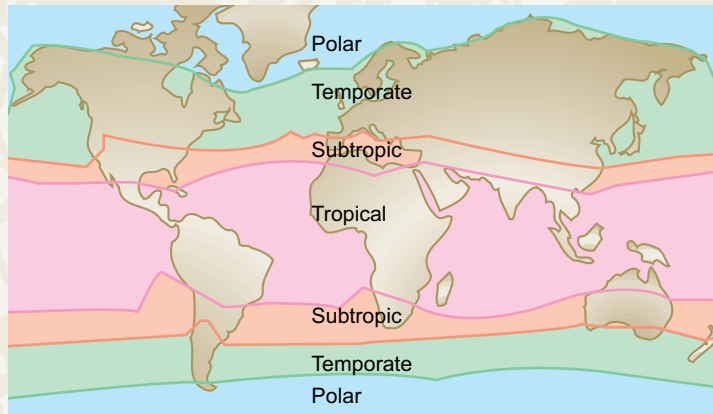 Polar
Temporate
Subtropic
Tropical
Subtropic
Temporate
Polar